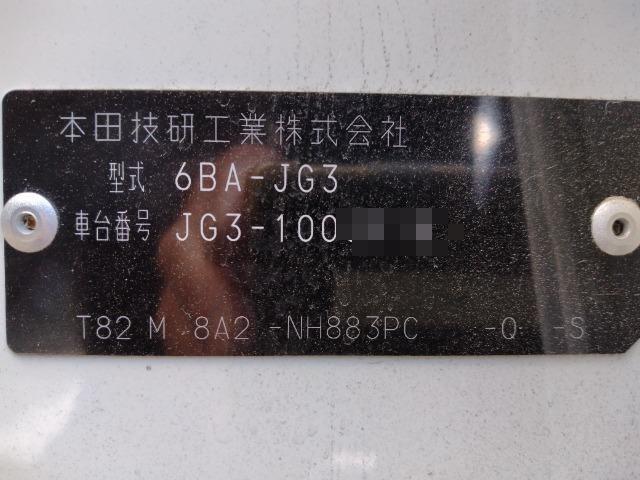 本田技研工業株式会社
型式 6BA-JG3
車台番号 JG3-100
T82 M 8A2 -NH883PC -Q -S